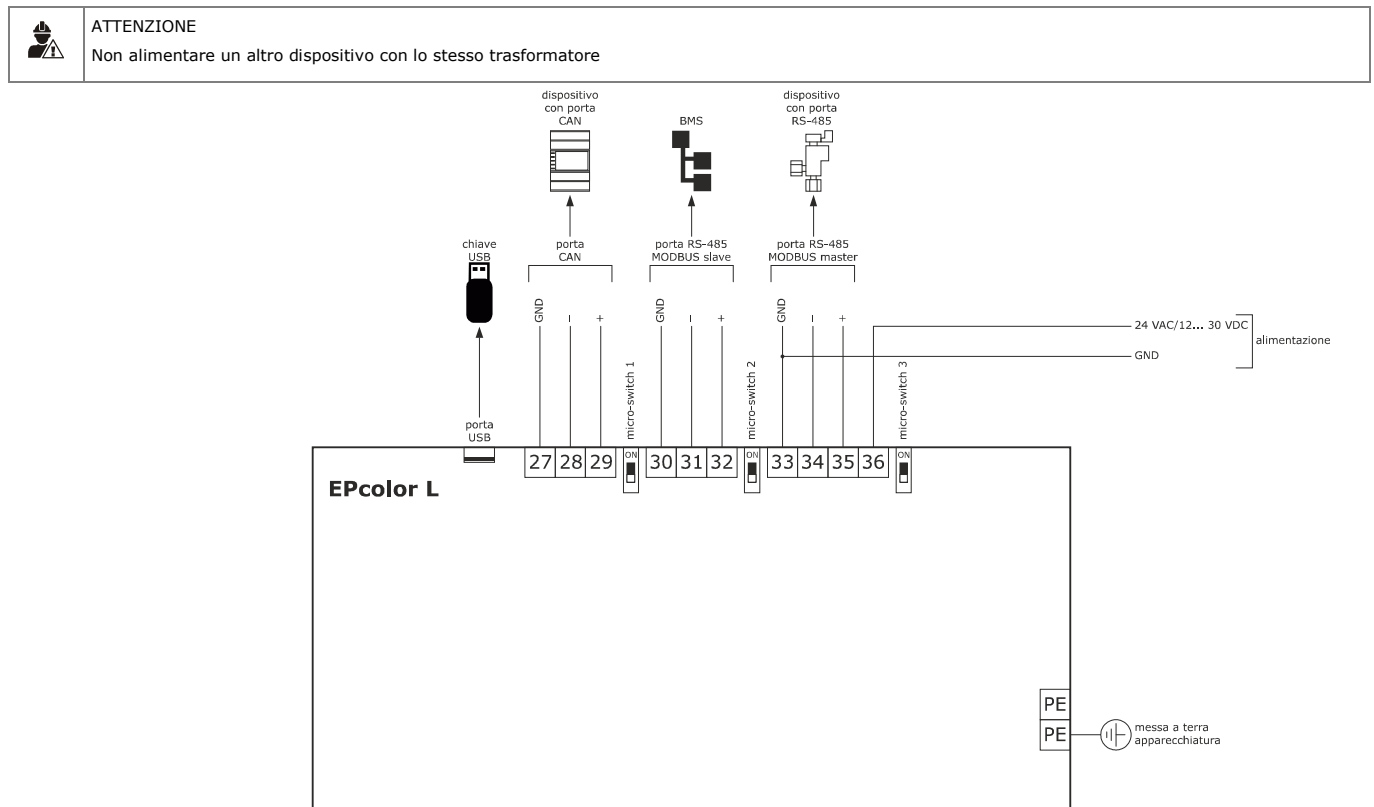 ATTENZIONE
Non alimentare un altro dispositivo con lo stesso trasformatore
dispositivo
con porta
CAN
BMS
dispositivo
con porta
RS-485
chiave
USB
porta
CAN
porta RS-485
MODBUS slave
porta RS-485
MODBUS master
GND
–
+
GND
–
+
GND
–
+
24 VAC/12... 30 VDC
GND
alimentazione
micro-switch 1
micro-switch 2
micro-switch 3
porta
USB
27 28 29
ON
30 31 32
ON
33 34 35 36
ON
EPcolor L
PE
PE
messa a terra
apparecchiatura